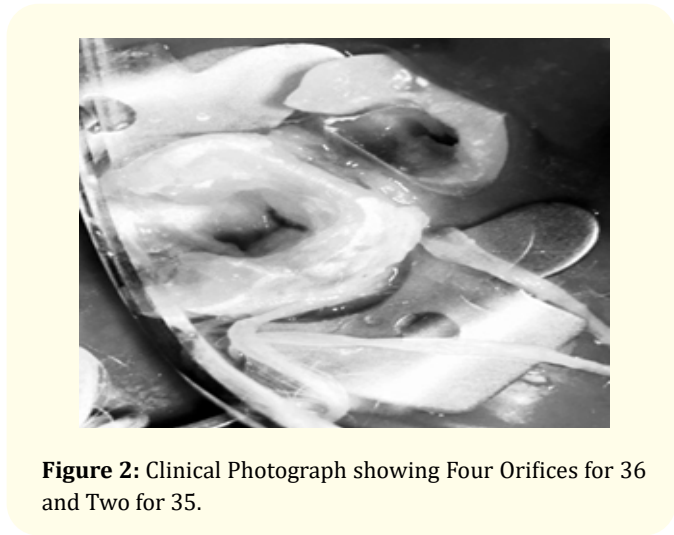 Figure 2: Clinical Photograph showing Four Orifices for 36
and Two for 35.